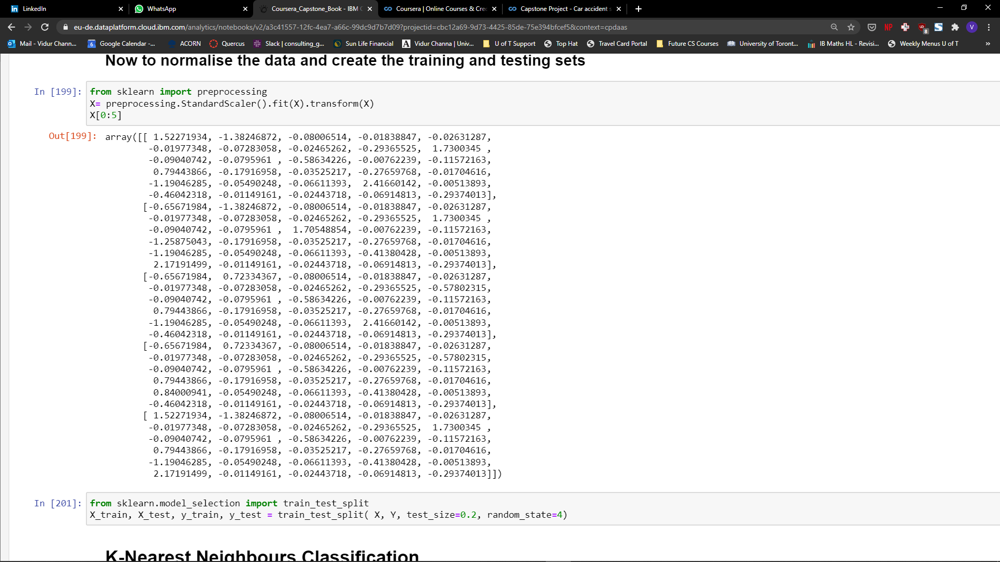 LinkedIn
WhatsApp
Coursera_Capstone_Book - IBM C
Coursera | Online Courses & Cred
Capstone Project - Car accident s
eu-de.dataplatform.cloud.ibm.com/analytics/notebooks/v2/a3c41557-12fc-4ea7-a66c-99dc9d7b7d09?projectid=cbc12a69-9d73-4425-85de-75e394bfcef5&context=cpdaas
NP
8
V
Mail - Vidur Chann...
6
Google Calendar -...
ACORN
Quercus
Slack | consulting_g...
Sun Life Financial
Vidur Channa | Univ...
U of T Support
Top Hat
Travel Card Portal
Future CS Courses
University of Toront...
IB Maths HL - Revisi...
Weekly Menus U of T
»
Now to normalise the data and create the training and testing sets
In [199]: from sklearn import preprocessing
X= preprocessing.StandardScaler().fit(X).transform(X)
X[0:5]
Out[199]: array([[ 1.52271934, -1.38246872, -0.08006514, -0.01838847, -0.02631287,
-0.01977348, -0.07283058, -0.02465262, -0.29365525, 1.7300345 ,
-0.09040742, -0.0795961 , -0.58634226, -0.00762239, -0.11572163,
0.79443866, -0.17916958, -0.03525217, -0.27659768, -0.01704616,
-1.19046285, -0.05490248, -0.06611393, 2.41660142, -0.00513893,
-0.46042318, -0.01149161, -0.02443718, -0.06914813, -0.29374013],
[-0.65671984, -1.38246872, -0.08006514, -0.01838847, -0.02631287,
-0.01977348, -0.07283058, -0.02465262, -0.29365525, 1.7300345 ,
-0.09040742, -0.0795961 , 1.70548854, -0.00762239, -0.11572163,
-1.25875043, -0.17916958, -0.03525217, -0.27659768, -0.01704616,
-1.19046285, -0.05490248, -0.06611393, -0.41380428, -0.00513893,
2.17191499, -0.01149161, -0.02443718, -0.06914813, -0.29374013],
[-0.65671984, 0.72334367, -0.08006514, -0.01838847, -0.02631287,
-0.01977348, -0.07283058, -0.02465262, -0.29365525, -0.57802315,
-0.09040742, -0.0795961 , -0.58634226, -0.00762239, -0.11572163,
0.79443866, -0.17916958, -0.03525217, -0.27659768, -0.01704616,
-1.19046285, -0.05490248, -0.06611393, 2.41660142, -0.00513893,
-0.46042318, -0.01149161, -0.02443718, -0.06914813, -0.29374013],
[-0.65671984, 0.72334367, -0.08006514, -0.01838847, -0.02631287,
-0.01977348, -0.07283058, -0.02465262, -0.29365525, -0.57802315,
-0.09040742, -0.0795961 , -0.58634226, -0.00762239, -0.11572163,
0.79443866, -0.17916958, -0.03525217, -0.27659768, -0.01704616,
0.84000941, -0.05490248, -0.06611393, -0.41380428, -0.00513893,
-0.46042318, -0.01149161, -0.02443718, -0.06914813, -0.29374013],
[ 1.52271934, -1.38246872, -0.08006514, -0.01838847, -0.02631287,
-0.01977348, -0.07283058, -0.02465262, -0.29365525, 1.7300345 ,
-0.09040742, -0.0795961 , -0.58634226, -0.00762239, -0.11572163,
0.79443866, -0.17916958, -0.03525217, -0.27659768, -0.01704616,
-1.19046285, -0.05490248, -0.06611393, -0.41380428, -0.00513893,
2.17191499, -0.01149161, -0.02443718, -0.06914813, -0.29374013]])
In [201]: from sklearn.model_selection import train_test_split
X_train, X_test, y_train, y_test = train_test_split( X, Y, test_size=0.2, random_state=4)
K-Nearest Neighbours Classification